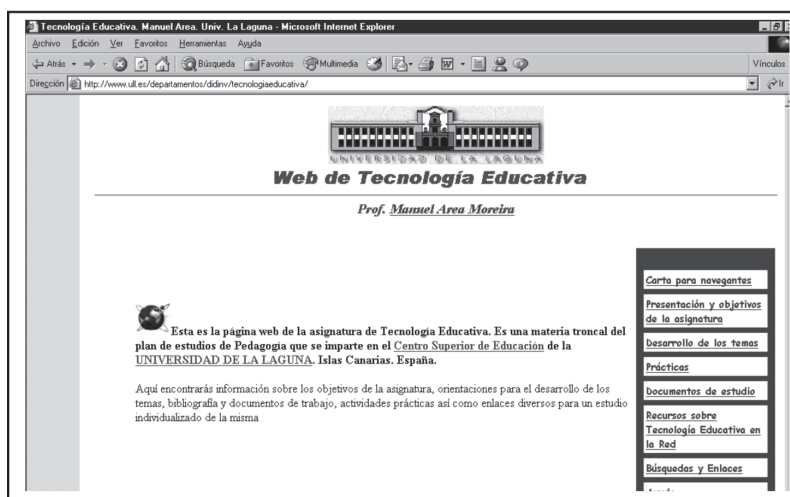 Tecnología Educativa. Manuel Area. Univ. La Laguna - Microsoft Internet Explorer
Archivo Edición Ver Favoritos Herramientas Ayuda
Atrás Búsqueda Favoritos Multimedia Vínculos
Dirección http://www.ull.es/departamentos/didinv/tecnologiaeducativa/ Ir
UNIVERSIDAD DE LA LAGUNA
Web de Tecnología Educativa
Prof. Manuel Area Moreira
Esta es la página web de la asignatura de Tecnología Educativa. Es una materia troncal del
plan de estudios de Pedagogía que se imparte en el Centro Superior de Educación de la
UNIVERSIDAD DE LA LAGUNA. Islas Canarias. España.
Aquí encontrarás información sobre los objetivos de la asignatura, orientaciones para el desarrollo de los
temas, bibliografía y documentos de trabajo, actividades prácticas así como enlaces diversos para un estudio
individualizado de la misma
Carta para navegantes
Presentación y objetivos
de la asignatura
Desarrollo de los temas
Prácticas
Documentos de estudio
Recursos sobre
Tecnología Educativa en
la Red
Búsquedas y Enlaces